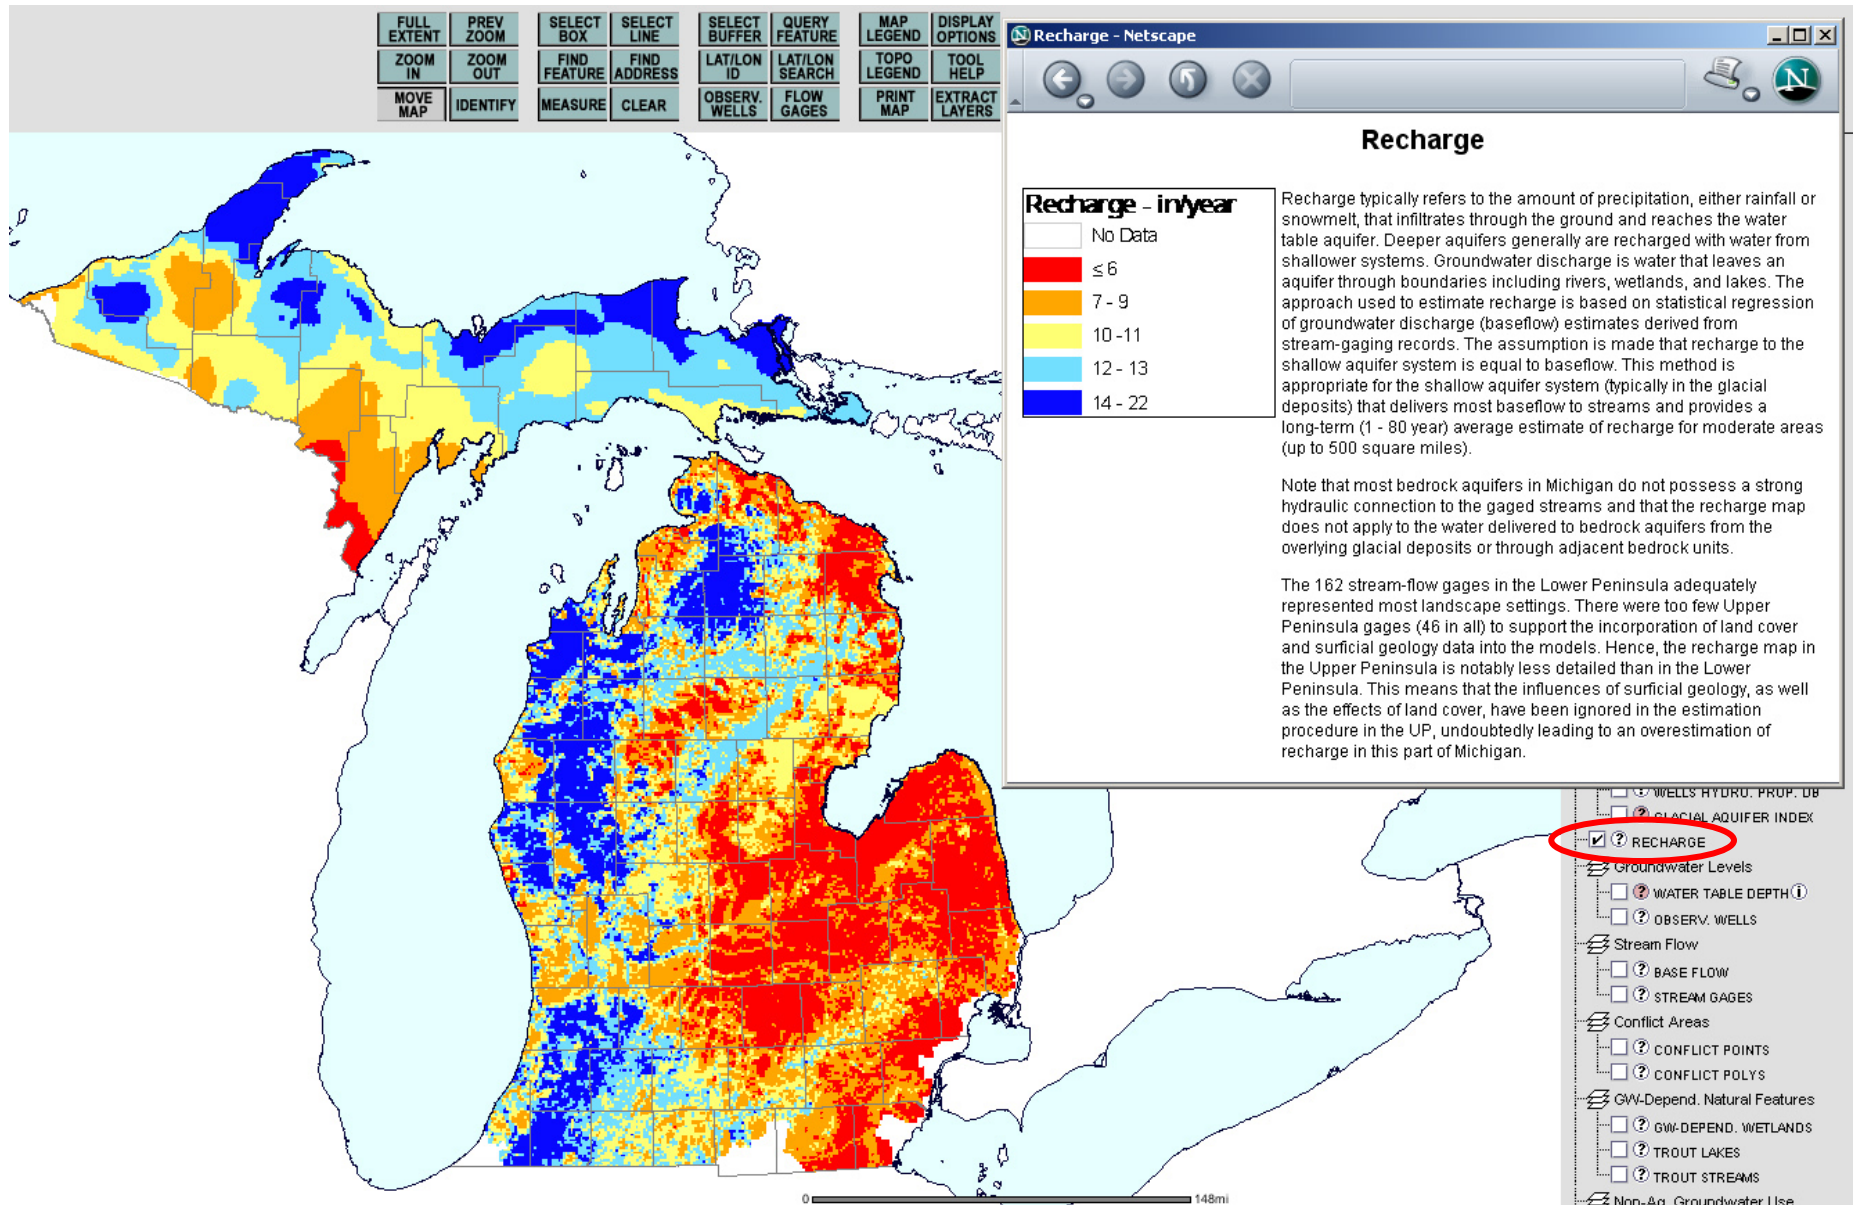 FULL EXTENT
PREV ZOOM
SELECT BOX
SELECT LINE
SELECT BUFFER
QUERY FEATURE
MAP LEGEND
DISPLAY OPTIONS
ZOOM IN
ZOOM OUT
FIND FEATURE
FIND ADDRESS
LAT/LON ID
LAT/LON SEARCH
TOPO LEGEND
TOOL HELP
MOVE MAP
IDENTIFY
MEASURE
CLEAR
OBSERV. WELLS
FLOW GAGES
PRINT MAP
EXTRACT LAYERS
N Recharge - Netscape
N
Recharge
Recharge - in/year
No Data
≤ 6
7 - 9
10 -11
12 - 13
14 - 22
Recharge typically refers to the amount of precipitation, either rainfall or
snowmelt, that infiltrates through the ground and reaches the water
table aquifer. Deeper aquifers generally are recharged with water from
shallower systems. Groundwater discharge is water that leaves an
aquifer through boundaries including rivers, wetlands, and lakes. The
approach used to estimate recharge is based on statistical regression
of groundwater discharge (baseflow) estimates derived from
stream-gaging records. The assumption is made that recharge to the
shallow aquifer system is equal to baseflow. This method is
appropriate for the shallow aquifer system (typically in the glacial
deposits) that delivers most baseflow to streams and provides a
long-term (1 - 80 year) average estimate of recharge for moderate areas
(up to 500 square miles).
Note that most bedrock aquifers in Michigan do not possess a strong
hydraulic connection to the gaged streams and that the recharge map
does not apply to the water delivered to bedrock aquifers from the
overlying glacial deposits or through adjacent bedrock units.
The 162 stream-flow gages in the Lower Peninsula adequately
represented most landscape settings. There were too few Upper
Peninsula gages (46 in all) to support the incorporation of land cover
and surficial geology data into the models. Hence, the recharge map in
the Upper Peninsula is notably less detailed than in the Lower
Peninsula. This means that the influences of surficial geology, as well
as the effects of land cover, have been ignored in the estimation
procedure in the UP, undoubtedly leading to an overestimation of
recharge in this part of Michigan.
? WELLS HYDRO. PROP. DB
? GLACIAL AQUIFER INDEX
? RECHARGE
Groundwater Levels
? WATER TABLE DEPTH i
? OBSERV. WELLS
Stream Flow
? BASE FLOW
? STREAM GAGES
Conflict Areas
? CONFLICT POINTS
? CONFLICT POLYS
GW-Depend. Natural Features
? GW-DEPEND. WETLANDS
? TROUT LAKES
? TROUT STREAMS
Non-Ag. Groundwater Use
0 148mi